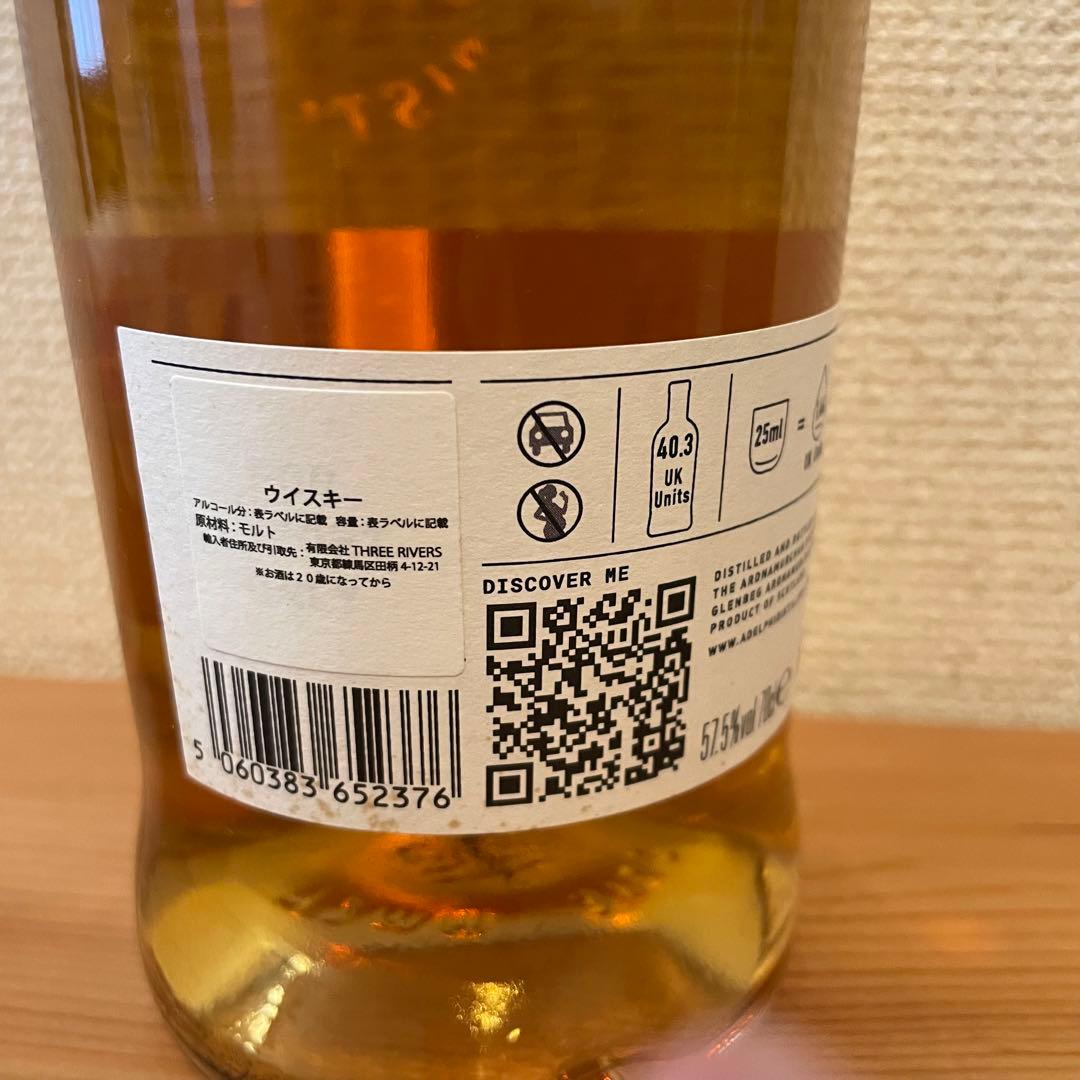 ウイスキー
アルコール分：表ラベルに記載 容量：表ラベルに記載
原材料：モルト
輸入者住所及び引取先：有限会社 THREE RIVERS
東京都練馬区田柄 4-12-21
※お酒は２０歳になってから
5 060383 652376
40.3
UK
Units
25ml
=
UK
DISCOVER ME
DISTILLED AND
THE ARDNAMURCHAN
GLENBEG
PRODUCT OF
57.5%vol 70cl e